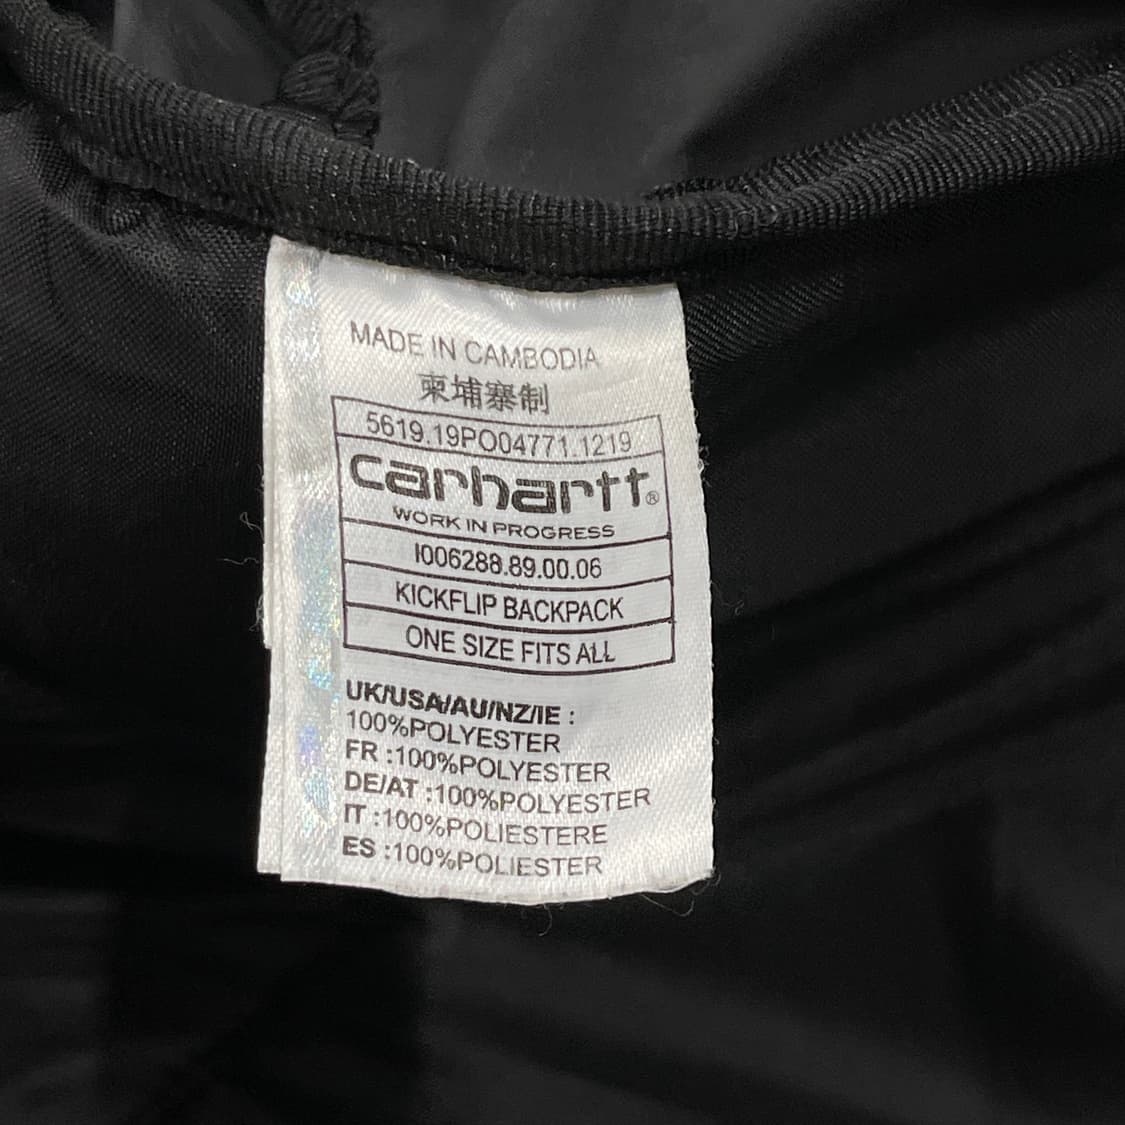 MADE IN CAMBODIA
柬埔寨制
5619.19PO04771.1219
carhartt®
WORK IN PROGRESS
I006288.89.00.06
KICKFLIP BACKPACK
ONE SIZE FITS ALL
UK/USA/AU/NZ/IE :
100%POLYESTER
FR :100%POLYESTER
DE/AT :100%POLYESTER
IT :100%POLIESTERE
ES :100%POLIESTER